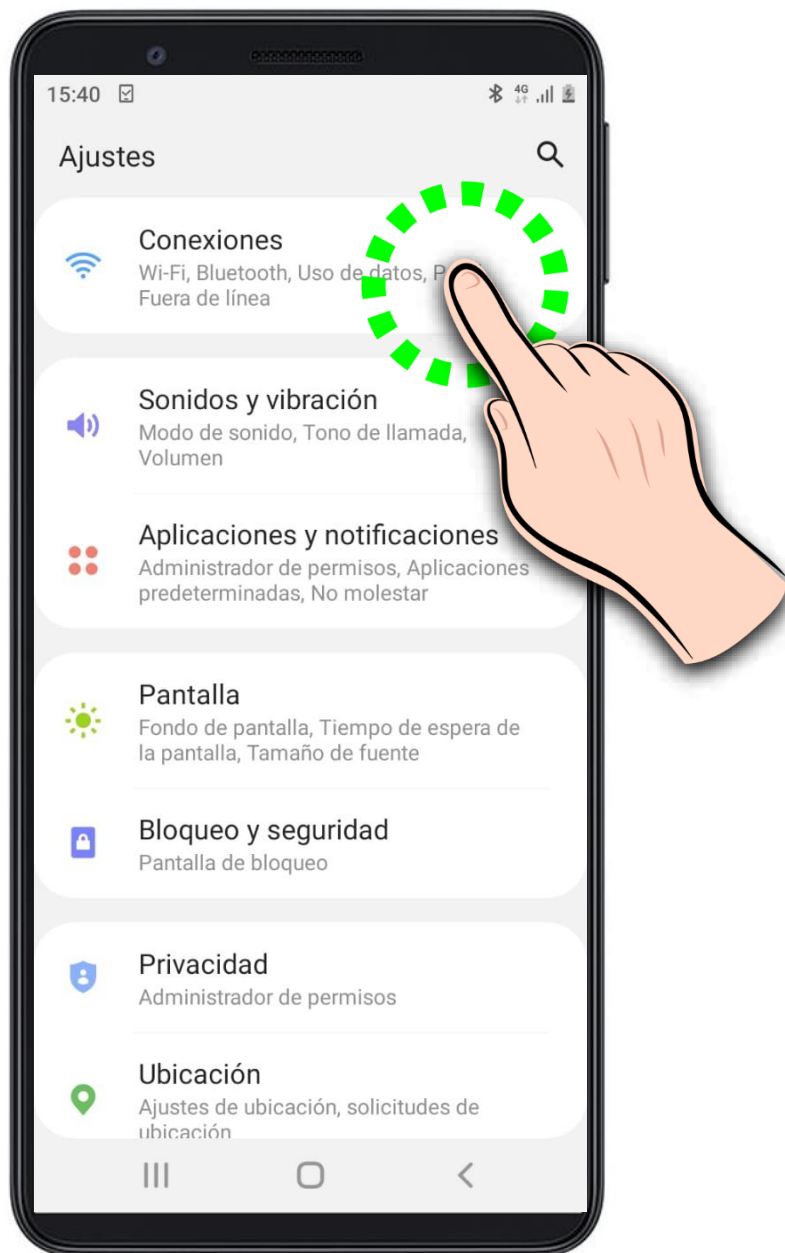 15:40
4G
Ajustes
Conexiones
Wi-Fi, Bluetooth, Uso de datos,
Fuera de línea
Sonidos y vibración
Modo de sonido, Tono de llamada,
Volumen
Aplicaciones y notificaciones
Administrador de permisos, Aplicaciones
predeterminadas, No molestar
Pantalla
Fondo de pantalla, Tiempo de espera de
la pantalla, Tamaño de fuente
Bloqueo y seguridad
Pantalla de bloqueo
Privacidad
Administrador de permisos
Ubicación
Ajustes de ubicación, solicitudes de
ubicación